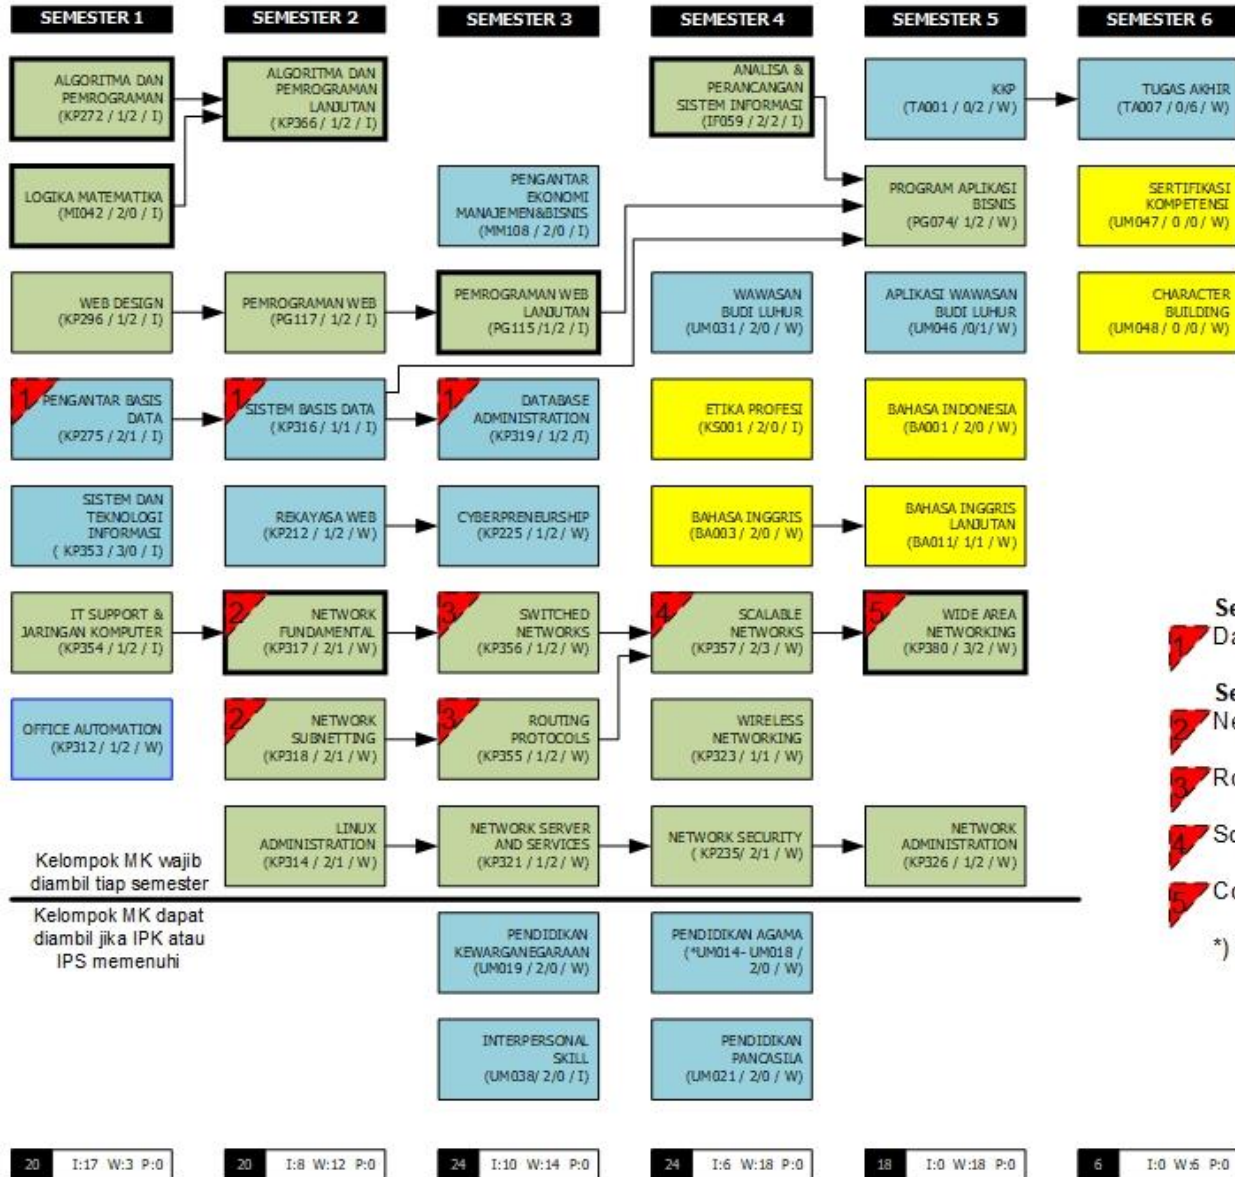 SEMESTER 1
SEMESTER 2
SEMESTER 3
SEMESTER 4
SEMESTER 5
SEMESTER 6
ALGORITMA DAN
PEMROGRAMAN
(KP272 / 1/2 / I)
ALGORITMA DAN
PEMROGRAMAN
LANJUTAN
(KP366 / 1/2 / I)
ANALISA &
PERANCANGAN
SISTEM INFORMASI
(IF059 / 2/2 / I)
KKP
(TA001 / 0/2 / W)
TUGAS AKHIR
(TA007 / 0/6 / W)
LOGIKA MATEMATIKA
(MI042 / 2/0 / I)
PENGANTAR
EKONOMI
MANAJEMEN&BISNIS
(MM108 / 2/0 / I)
PROGRAM APLIKASI
BISNIS
(PG074/ 1/2 / W)
SERTIFIKASI
KOMPETENSI
(UM047 / 0 /0/ W)
WEB DESIGN
(KP296 / 1/2 / I)
PEMROGRAMAN WEB
(PG117 / 1/2 / I)
PEMROGRAMAN WEB
LANJUTAN
(PG115 /1/2 / I)
WAWASAN
BUDI LUHUR
(UM031 / 2/0 / W)
APLIKASI WAWASAN
BUDI LUHUR
(UM046 /0/1/ W)
CHARACTER
BUILDING
(UM048 / 0 /0/ W)
1
PENGANTAR BASIS
DATA
(KP275 / 2/1 / I)
1
SISTEM BASIS DATA
(KP316 / 1/1 / I)
1
DATABASE
ADMINISTRATION
(KP319 / 1/2 /I)
ETIKA PROFESI
(KS001 / 2/0 / I)
BAHASA INDONESIA
(BA001 / 2/0 / W)
SISTEM DAN
TEKNOLOGI
INFORMASI
( KP353 / 3/0 / I)
REKAYASA WEB
(KP212 / 1/2 / W)
CYBERPRENEURSHIP
(KP225 / 1/2 / W)
BAHASA INGGRIS
(BA003 / 2/0 / W)
BAHASA INGGRIS
LANJUTAN
(BA011/ 1/1 / W)
IT SUPPORT &
JARINGAN KOMPUTER
(KP354 / 1/2 / I)
2
NETWORK
FUNDAMENTAL
(KP317 / 2/1 / W)
3
SWITCHED
NETWORKS
(KP356 / 1/2 / W)
4
SCALABLE
NETWORKS
(KP357 / 2/3 / W)
5
WIDE AREA
NETWORKING
(KP380 / 3/2 / W)
OFFICE AUTOMATION
(KP312 / 1/2 / W)
2
NETWORK
SUBNETTING
(KP318 / 2/1 / W)
3
ROUTING
PROTOCOLS
(KP355 / 1/2 / W)
WIRELESS
NETWORKING
(KP323 / 1/1 / W)
LINUX
ADMINISTRATION
(KP314 / 2/1 / W)
NETWORK SERVER
AND SERVICES
(KP321 / 1/2 / W)
NETWORK SECURITY
( KP235/ 2/1 / W)
NETWORK
ADMINISTRATION
(KP326 / 1/2 / W)
Kelompok MK wajib
diambil tiap semester
Kelompok MK dapat
diambil jika IPK atau
IPS memenuhi
PENDIDIKAN
KEWARGANEGARAAN
(UM019 / 2/0 / W)
PENDIDIKAN AGAMA
(*UM014- UM018 /
2/0 / W)
INTERPERSONAL
SKILL
(UM038/ 2/0 / I)
PENDIDIKAN
PANCASILA
(UM021 / 2/0 / W)
Se
1 Da
Se
2 Ne
3 Ro
4 Sc
5 Co
*)
20 I:17 W:3 P:0
20 I:8 W:12 P:0
24 I:10 W:14 P:0
24 I:6 W:18 P:0
18 I:0 W:18 P:0
6 I:0 W:6 P:0